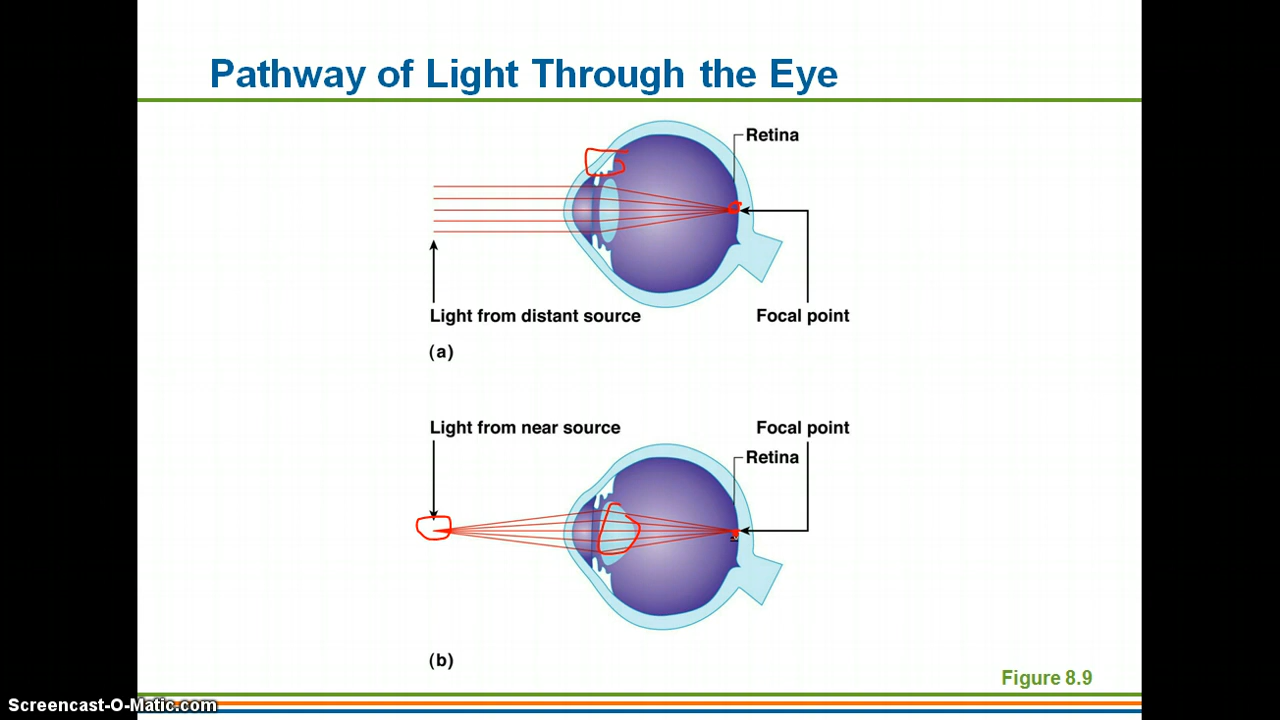 Pathway of Light Through the Eye
Retina
Light from distant source
Focal point
(a)
Light from near source
Focal point
Retina
(b)
Figure 8.9
Screencast-O-Matic.com